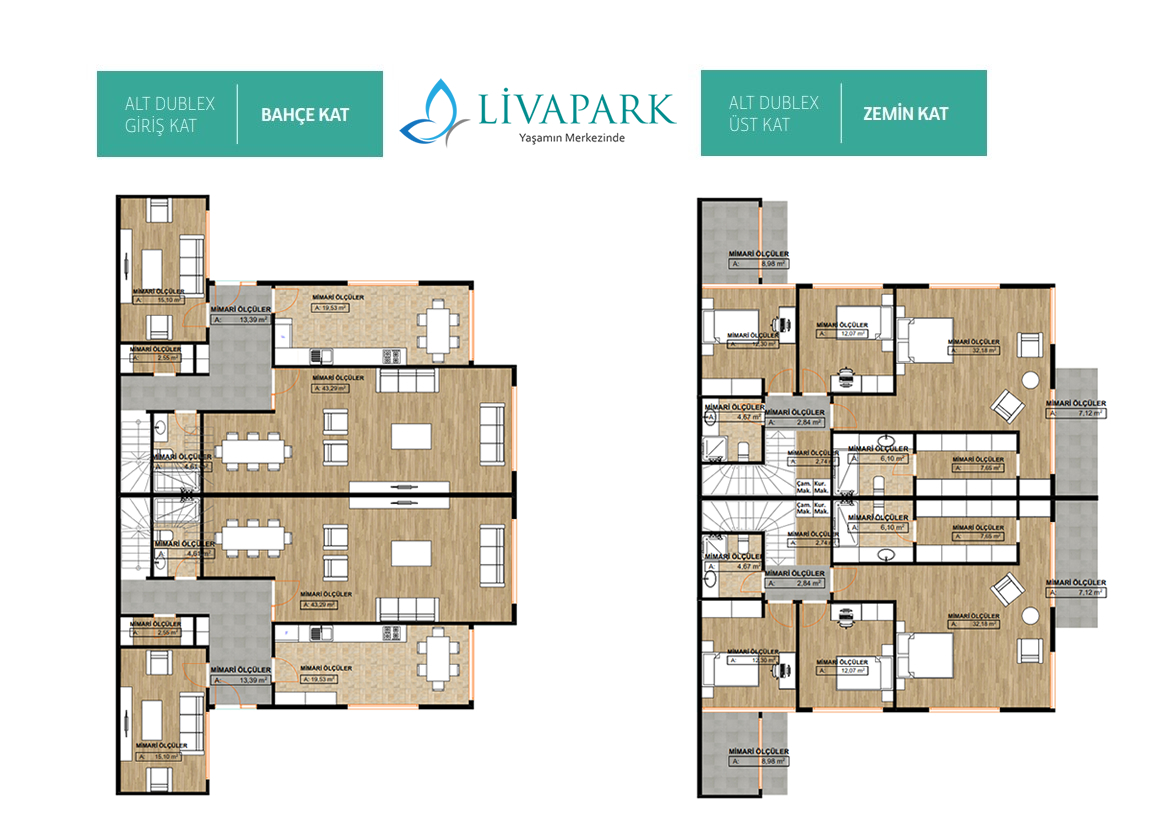 ALT DUBLEX
GİRİŞ KAT
BAHÇE KAT
LİVAPARK
Yaşamın Merkezinde
ALT DUBLEX
ÜST KAT
ZEMİN KAT
MİMARİ ÖLÇÜLER
A: 15,10 m²
MİMARİ ÖLÇÜLER
A: 13,39 m²
MİMARİ ÖLÇÜLER
A: 19,53 m²
MİMARİ ÖLÇÜLER
A: 2,55 m²
MİMARİ ÖLÇÜLER
A: 43,29 m²
MİMARİ ÖLÇÜLER
A: 4,61 m²
MİMARİ ÖLÇÜLER
A: 4,61 m²
MİMARİ ÖLÇÜLER
A: 43,29 m²
MİMARİ ÖLÇÜLER
A: 2,55 m²
MİMARİ ÖLÇÜLER
A: 13,39 m²
MİMARİ ÖLÇÜLER
A: 19,53 m²
MİMARİ ÖLÇÜLER
A: 15,10 m²
MİMARİ ÖLÇÜLER
A: 8,98 m²
MİMARİ ÖLÇÜLER
A: 12,30 m²
MİMARİ ÖLÇÜLER
A: 12,07 m²
MİMARİ ÖLÇÜLER
A: 32,18 m²
MİMARİ ÖLÇÜLER
A: 4,67 m²
MİMARİ ÖLÇÜLER
A: 2,84 m²
MİMARİ ÖLÇÜLER
A: 7,12 m²
MİMARİ ÖLÇÜLER
A: 2,74 m²
MİMARİ ÖLÇÜLER
A: 6,10 m²
MİMARİ ÖLÇÜLER
A: 7,65 m²
Çam. Kur.
Mak. Mak.
Çam. Kur.
Mak. Mak.
MİMARİ ÖLÇÜLER
A: 6,10 m²
MİMARİ ÖLÇÜLER
A: 7,65 m²
MİMARİ ÖLÇÜLER
A: 2,74 m²
MİMARİ ÖLÇÜLER
A: 4,67 m²
MİMARİ ÖLÇÜLER
A: 2,84 m²
MİMARİ ÖLÇÜLER
A: 7,12 m²
MİMARİ ÖLÇÜLER
A: 32,18 m²
MİMARİ ÖLÇÜLER
A: 12,30 m²
MİMARİ ÖLÇÜLER
A: 12,07 m²
MİMARİ ÖLÇÜLER
A: 8,98 m²